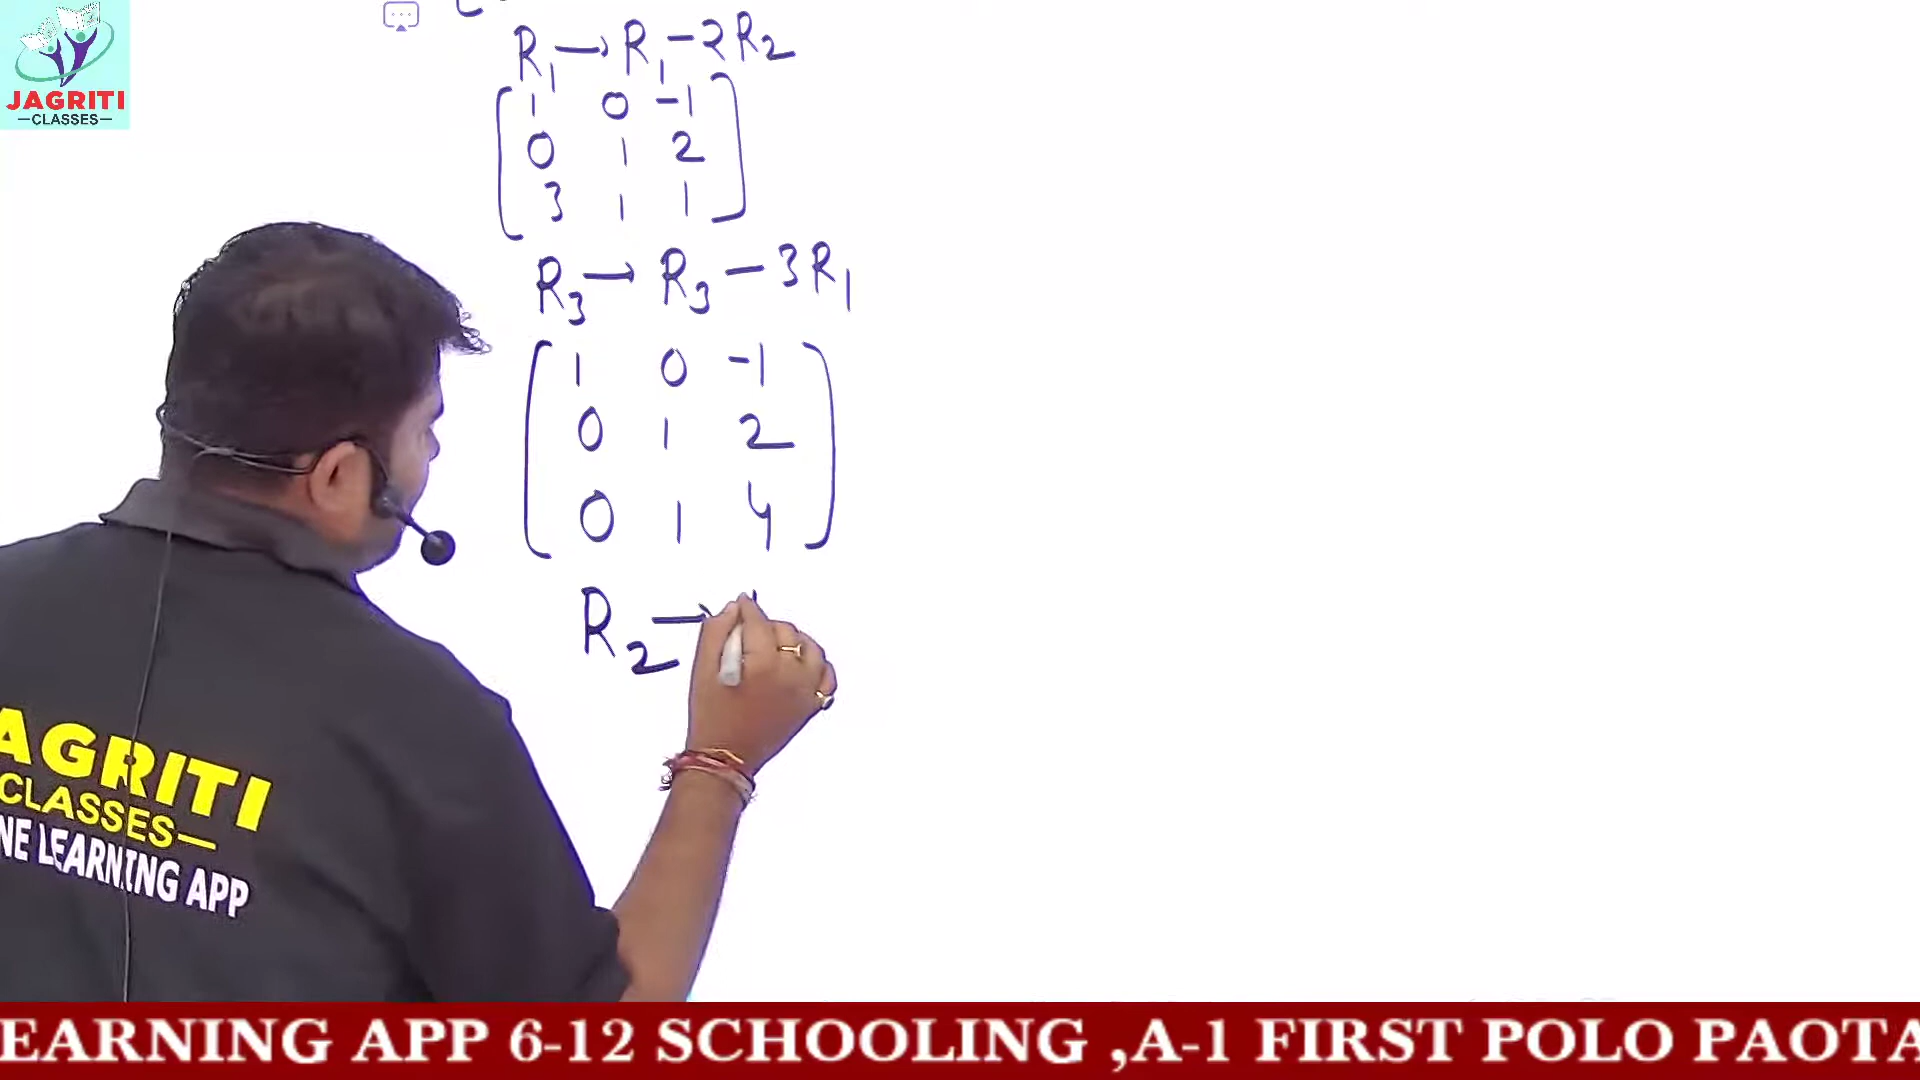 JAGRITI
—CLASSES—
R₁ → R₁ - 2R₂
1 0 -1
0 1 2
3 1 1
R₃ → R₃ - 3R₁
1 0 -1
0 1 2
0 1 4
R₂ →
AGRITI
CLASSES—
NE LEARNING APP
EARNING APP 6-12 SCHOOLING ,A-1 FIRST POLO PAOTA